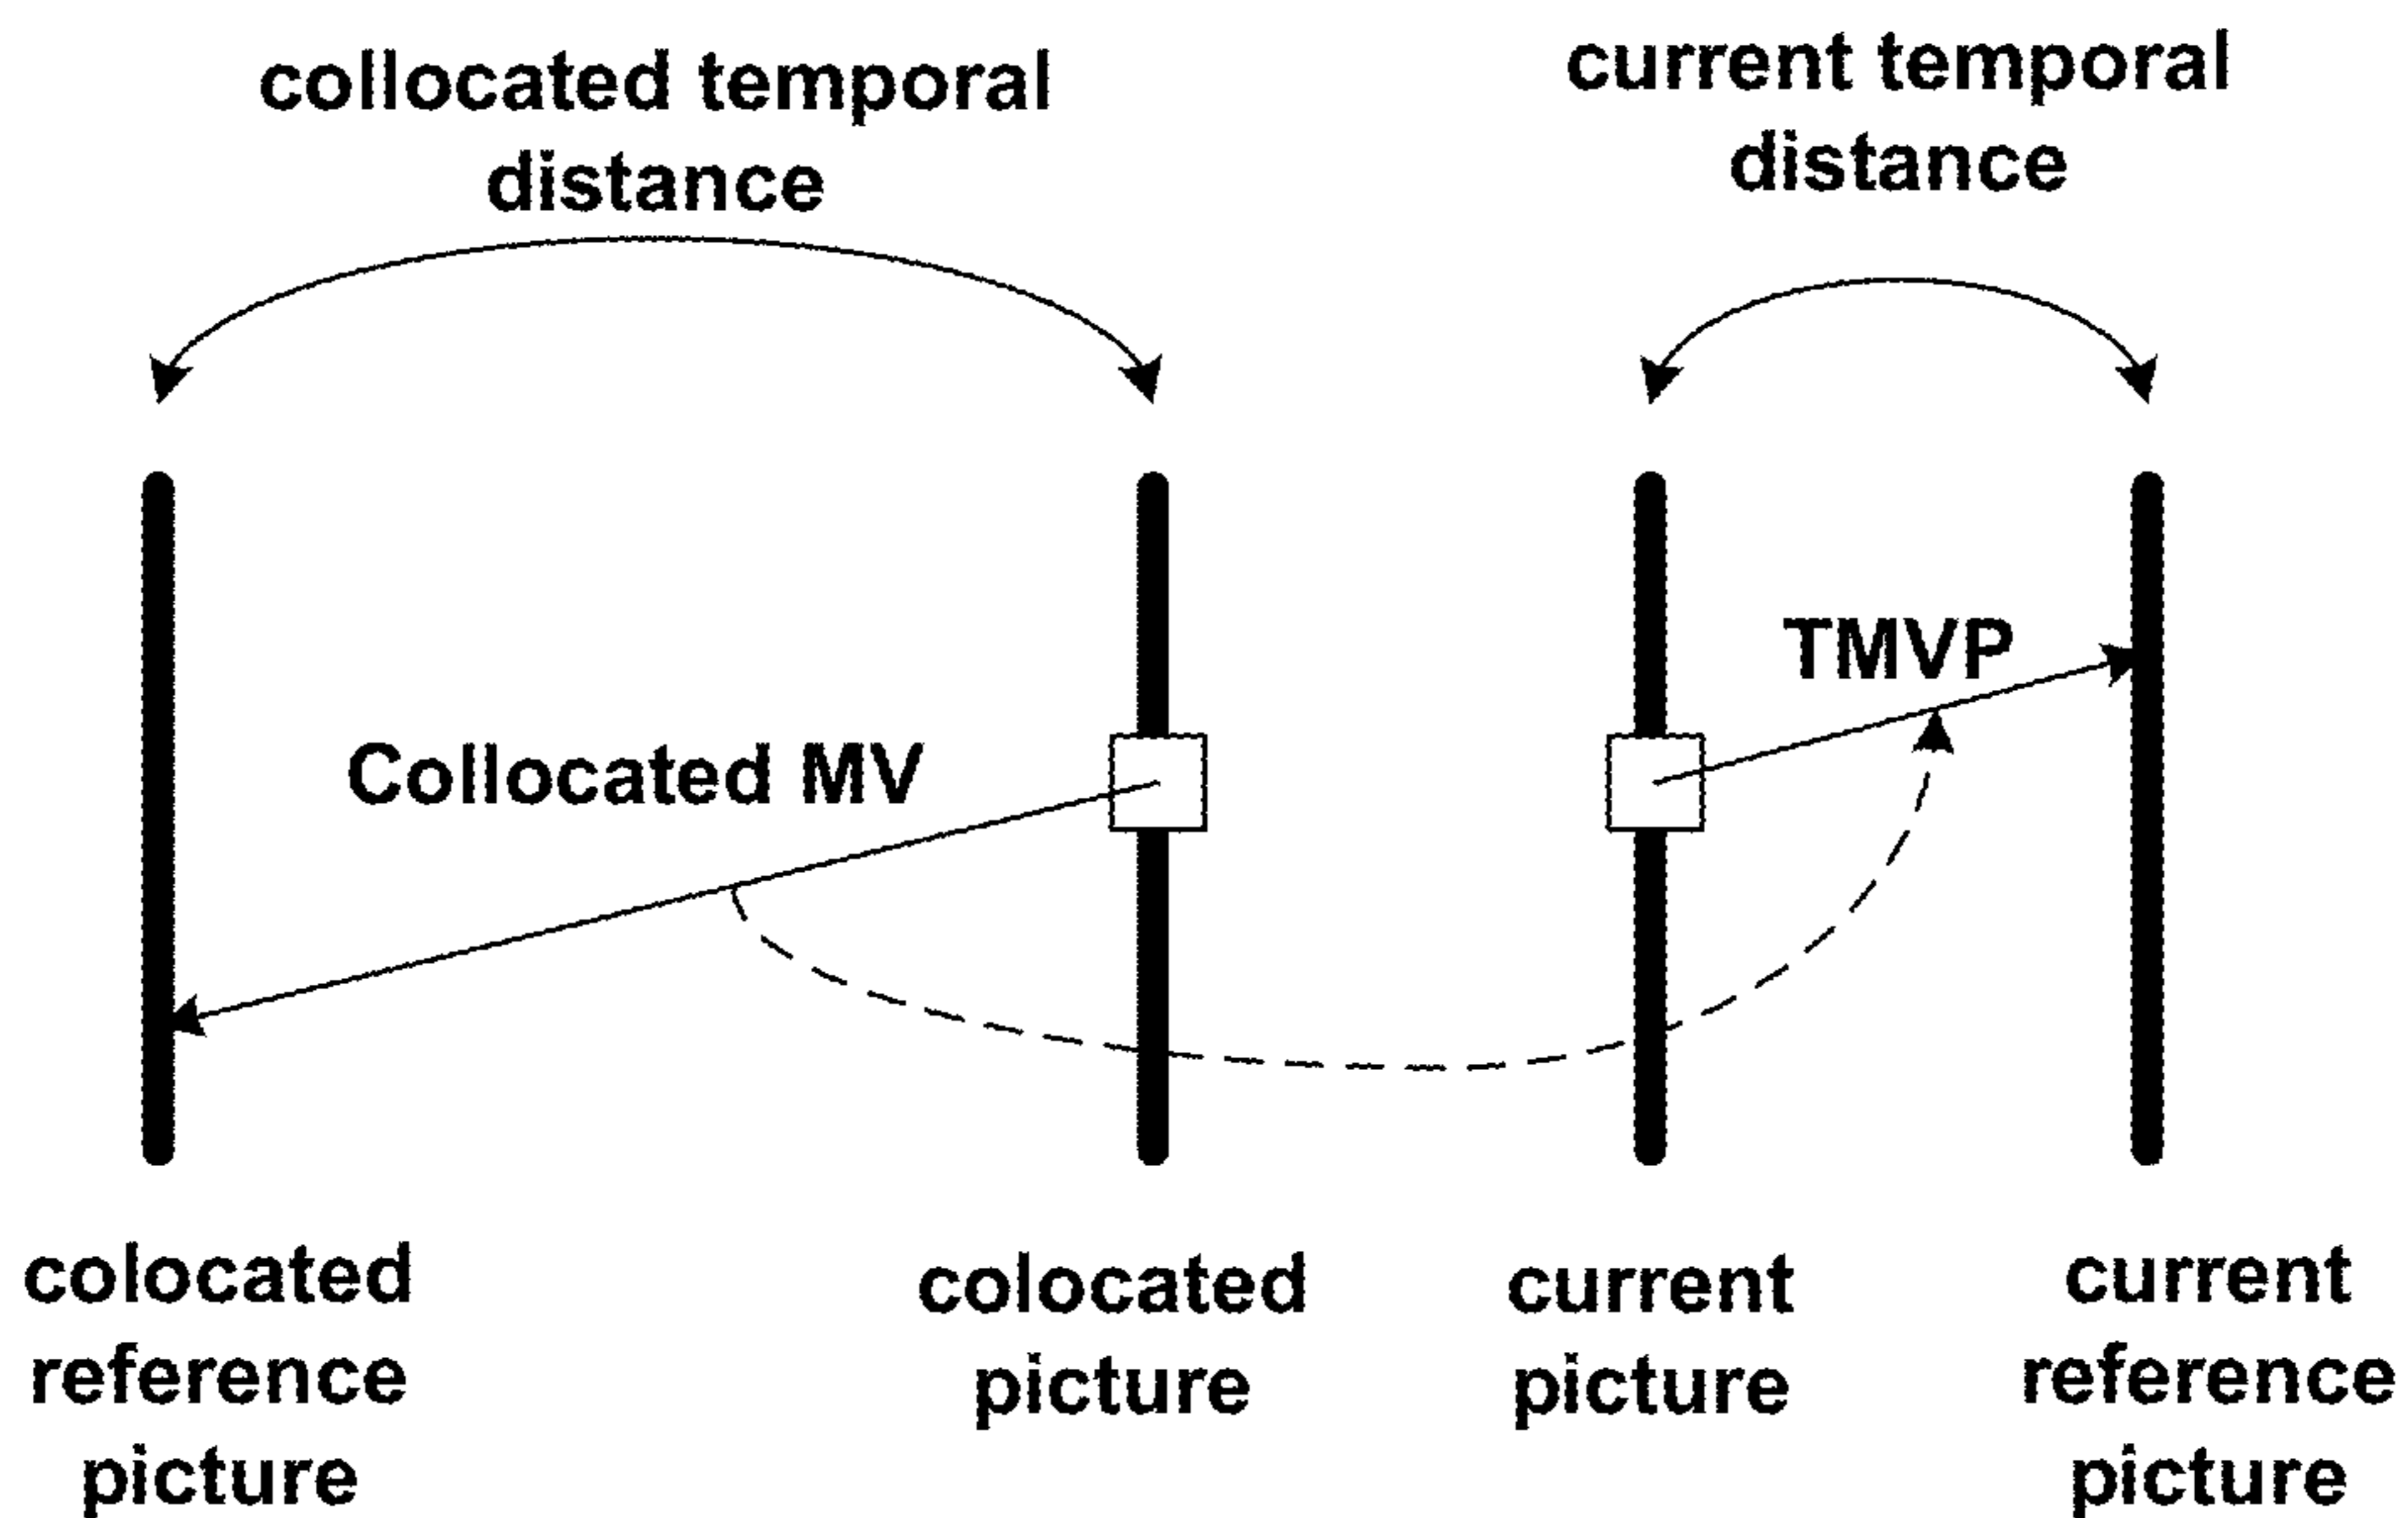 collocated temporal
distance
current temporal
distance
TMVP
Collocated MV
colocated
reference
picture
colocated
picture
current
picture
current
reference
picture